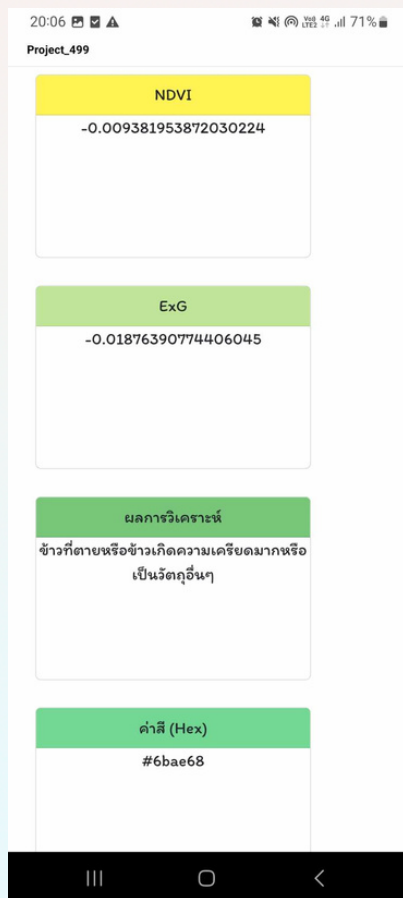 20:06 Vo)) 4G LTE2 71%
Project_499
NDVI
-0.009381953872030224
ExG
-0.01876390774406045
ผลการวิเคราะห์
ข้าวที่ตายหรือข้าวเกิดความเครียดมากหรือ
เป็นวัตถุอื่นๆ
ค่าสี (Hex)
#6bae68